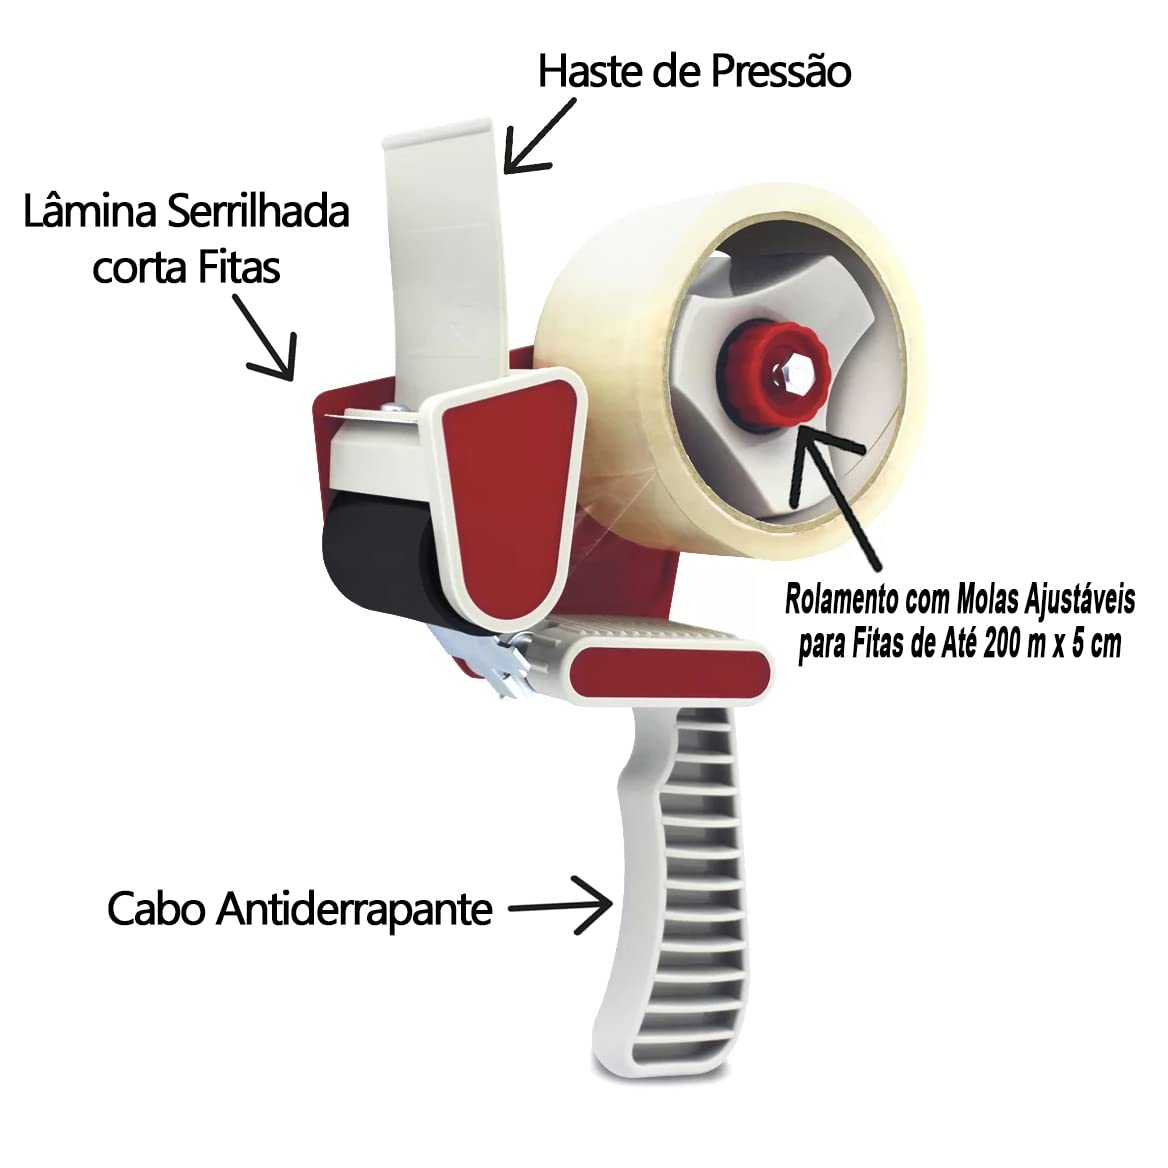 Haste de Pressão
Lâmina Serrilhada
corta Fitas
Rolamento com Molas Ajustáveis
para Fitas de Até 200 m x 5 cm
Cabo Antiderrapante